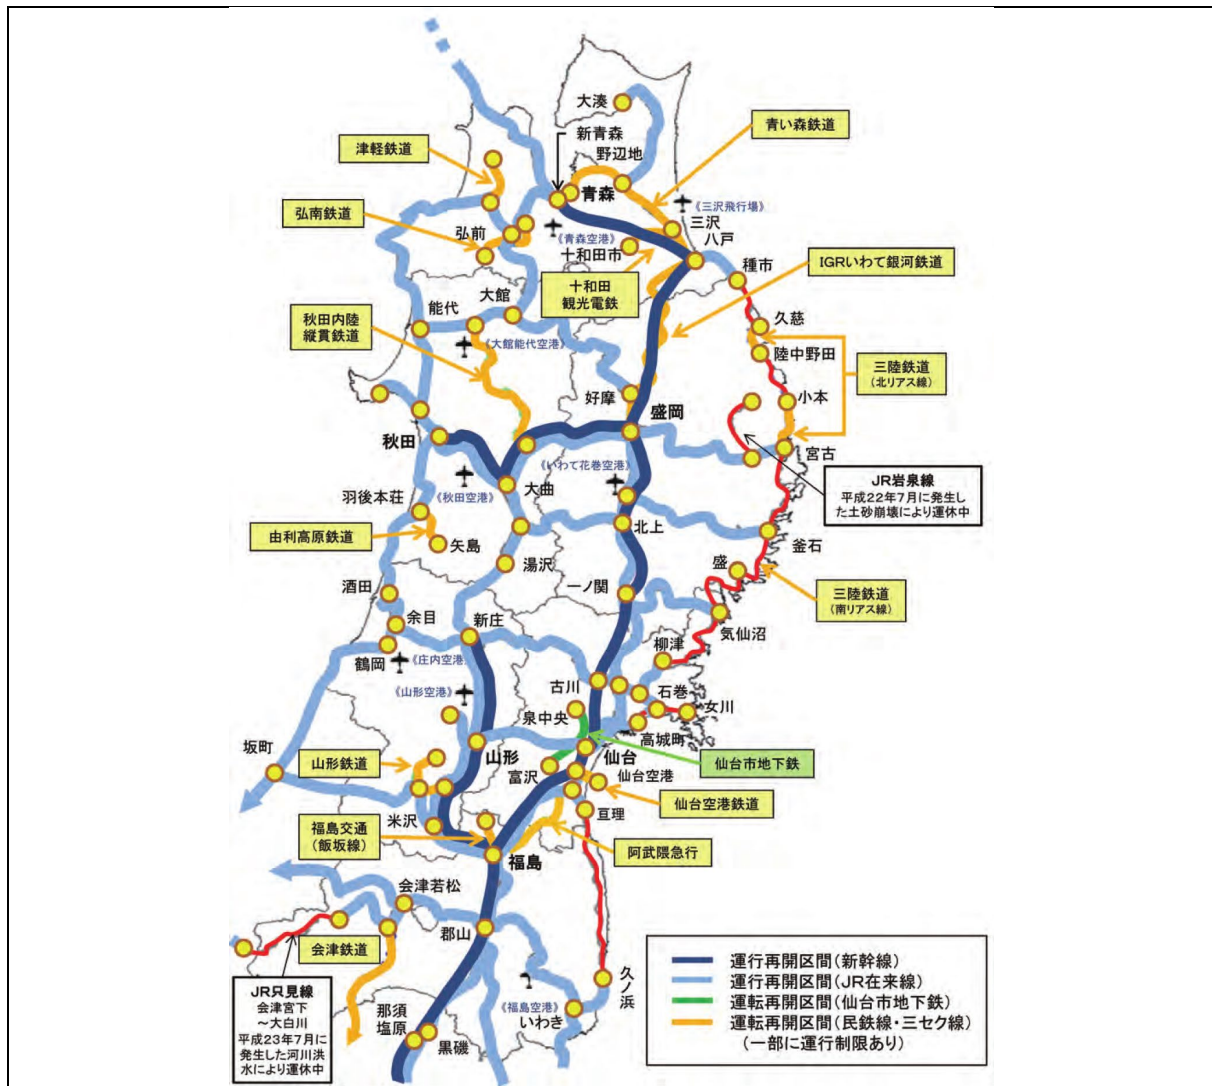 大湊
新青森
野辺地
青い森鉄道
津軽鉄道
青森
《三沢飛行場》
弘南鉄道
弘前
《青森空港》
十和田市
三沢
八戸
種市
IGRいわて銀河鉄道
十和田
観光電鉄
能代
大館
久慈
秋田内陸
縦貫鉄道
《大館能代空港》
陸中野田
三陸鉄道
(北リアス線)
好摩
小本
盛岡
秋田
宮古
《いわて花巻空港》
JR岩泉線
平成22年7月に発生し
た土砂崩壊により運休中
《秋田空港》
大曲
羽後本荘
北上
釜石
由利高原鉄道
矢島
湯沢
盛
酒田
一ノ関
三陸鉄道
(南リアス線)
余目
新庄
気仙沼
柳津
鶴岡
《庄内空港》
《山形空港》
古川
石巻
女川
泉中央
高城町
坂町
山形鉄道
山形
仙台
仙台市地下鉄
富沢
仙台空港
仙台空港鉄道
米沢
亘理
福島交通
(飯坂線)
福島
阿武隈急行
会津若松
会津鉄道
郡山
JR只見線
会津宮下
～大白川
平成23年7月に
発生した河川洪
水により運休中
久ノ浜
《福島空港》
いわき
那須
塩原
黒磯
運行再開区間(新幹線)
運行再開区間(JR在来線)
運転再開区間(仙台市地下鉄)
運転再開区間(民鉄線・三セク線)
(一部に運行制限あり)